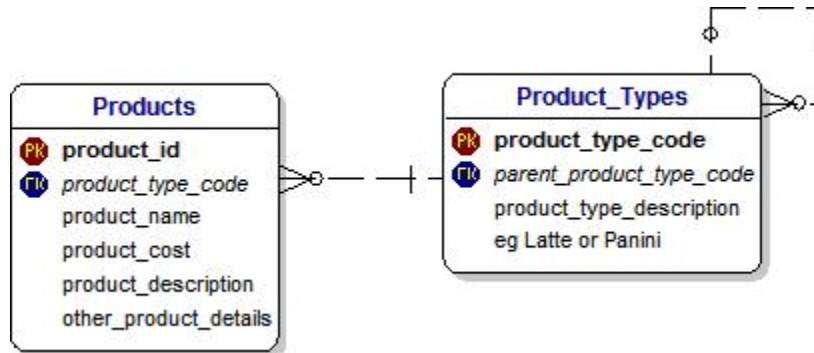 Products
PK product_id
FK product_type_code
product_name
product_cost
product_description
other_product_details
Product_Types
PK product_type_code
FK parent_product_type_code
product_type_description
eg Latte or Panini